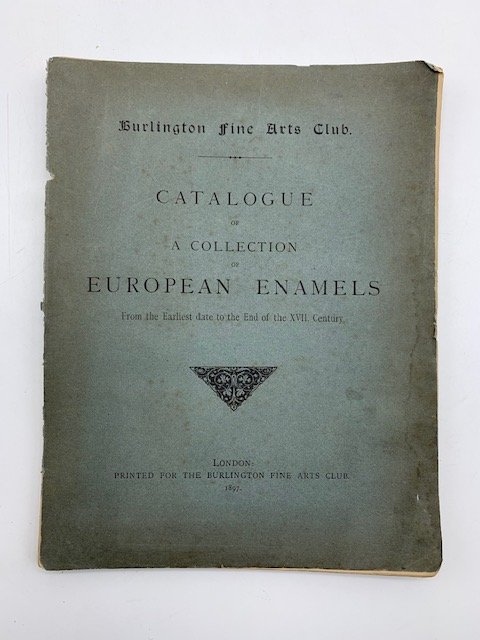 Burlington Fine Arts Club.
CATALOGUE
OF
A COLLECTION
OF
EUROPEAN ENAMELS
From the Earliest date to the End of the XVII. Century.
LONDON:
PRINTED FOR THE BURLINGTON FINE ARTS CLUB.
1897.